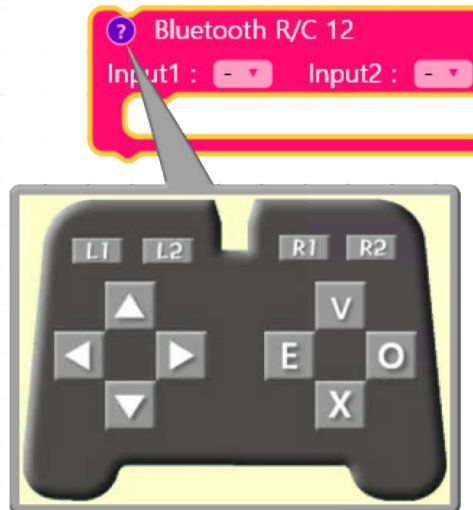 ? Bluetooth R/C 12
Input1 : - ▼ Input2 : - ▼
L1 L2 R1 R2
V
E O
X